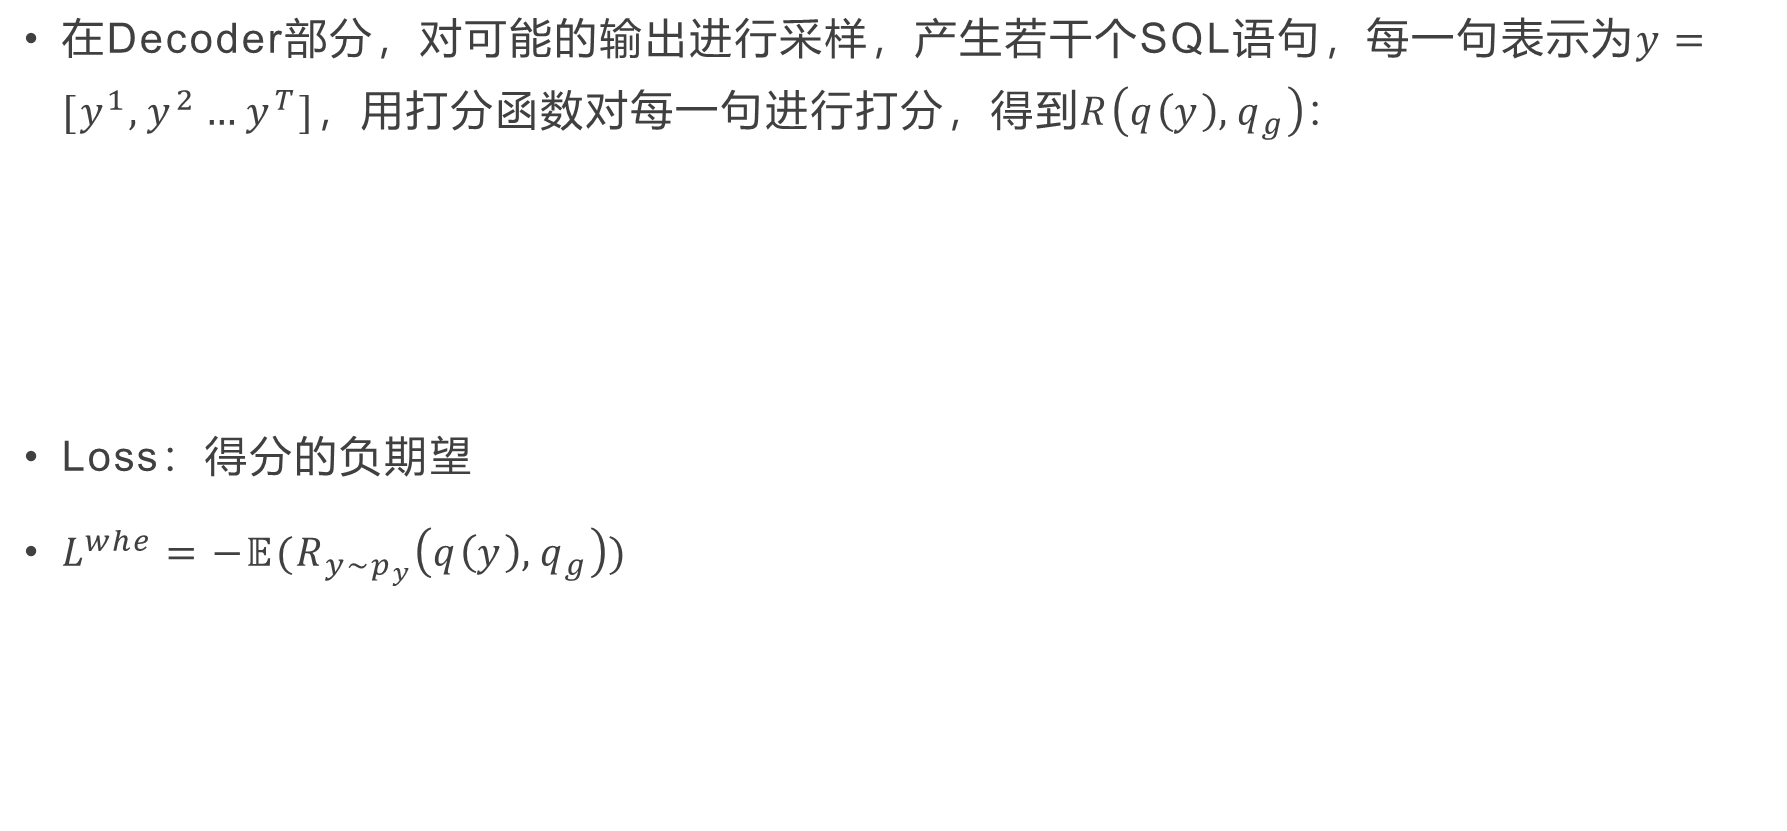 • 在Decoder部分，对可能的输出进行采样，产生若干个SQL语句，每一句表示为y =
[y¹, y² … yᵀ]，用打分函数对每一句进行打分，得到R(q(y), q_g)：
• Loss：得分的负期望
• L^{whe} = −𝔼(R_{y~p_y}(q(y), q_g))